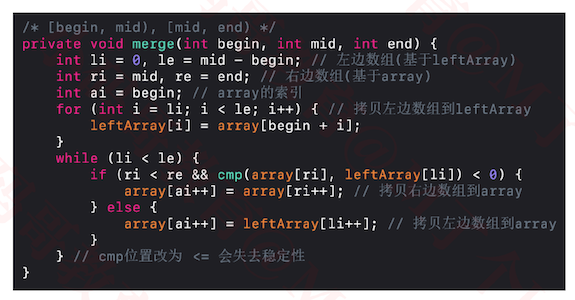 /* [begin, mid), [mid, end) */
private void merge(int begin, int mid, int end) {
    int li = 0, le = mid - begin; // 左边数组(基于leftArray)
    int ri = mid, re = end; // 右边数组(基于array)
    int ai = begin; // array的索引
    for (int i = li; i < le; i++) { // 拷贝左边数组到leftArray
        leftArray[i] = array[begin + i];
    }
    while (li < le) {
        if (ri < re && cmp(array[ri], leftArray[li]) < 0) {
            array[ai++] = array[ri++]; // 拷贝右边数组到array
        } else {
            array[ai++] = leftArray[li++]; // 拷贝左边数组到array
        }
    } // cmp位置改为 <= 会失去稳定性
}